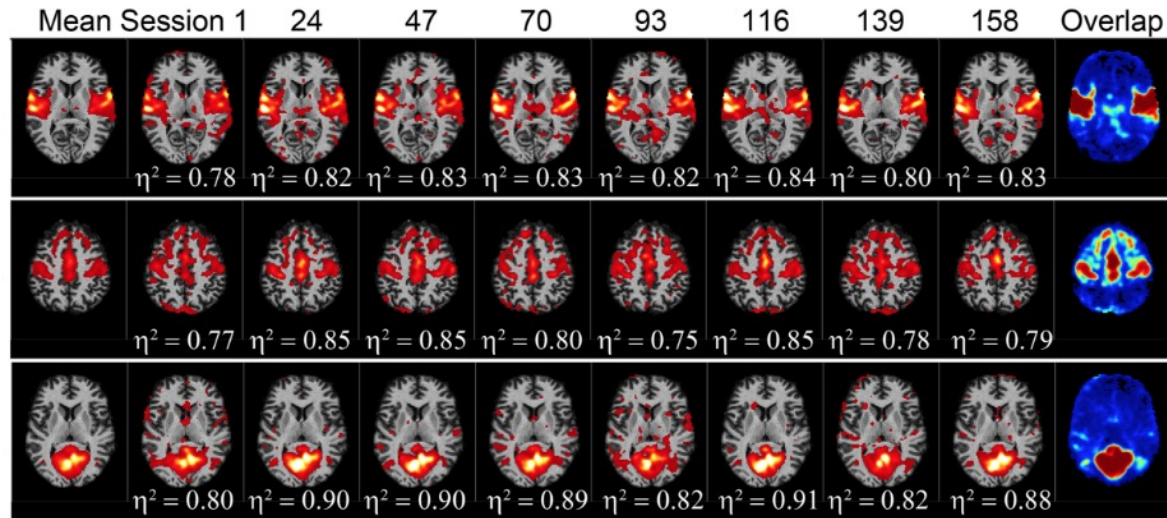 Mean Session 1 24 47 70 93 116 139 158 Overlap
η² = 0.78 η² = 0.82 η² = 0.83 η² = 0.83 η² = 0.82 η² = 0.84 η² = 0.80 η² = 0.83
η² = 0.77 η² = 0.85 η² = 0.85 η² = 0.80 η² = 0.75 η² = 0.85 η² = 0.78 η² = 0.79
η² = 0.80 η² = 0.90 η² = 0.90 η² = 0.89 η² = 0.82 η² = 0.91 η² = 0.82 η² = 0.88